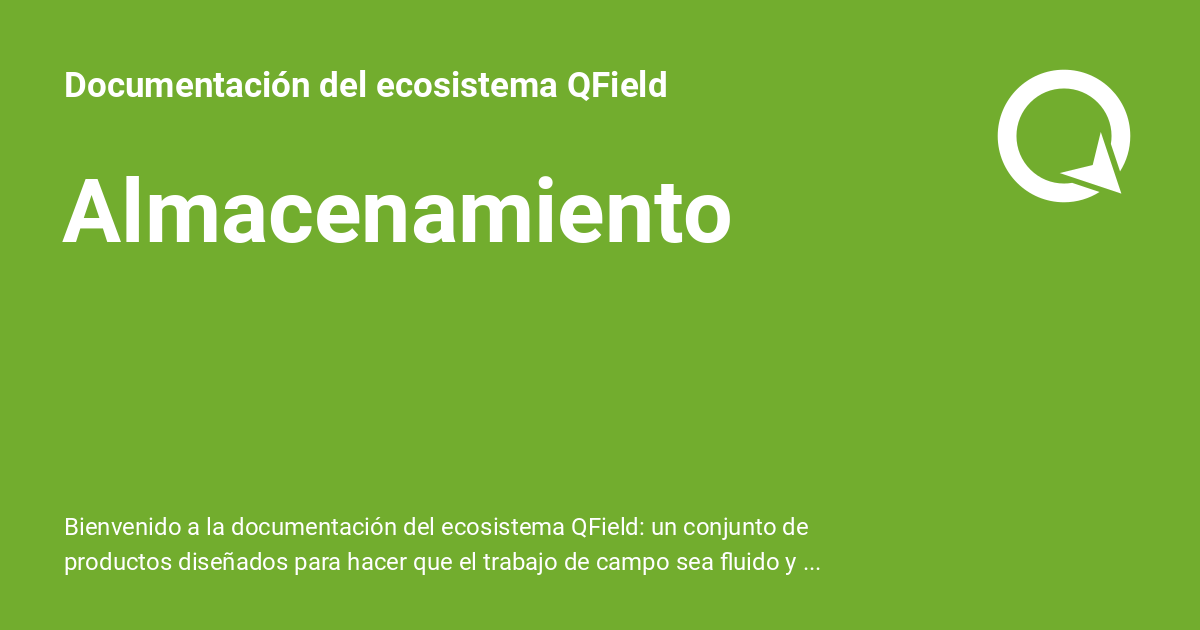 Documentación del ecosistema QField
Almacenamiento
Bienvenido a la documentación del ecosistema QField: un conjunto de
productos diseñados para hacer que el trabajo de campo sea fluido y ...